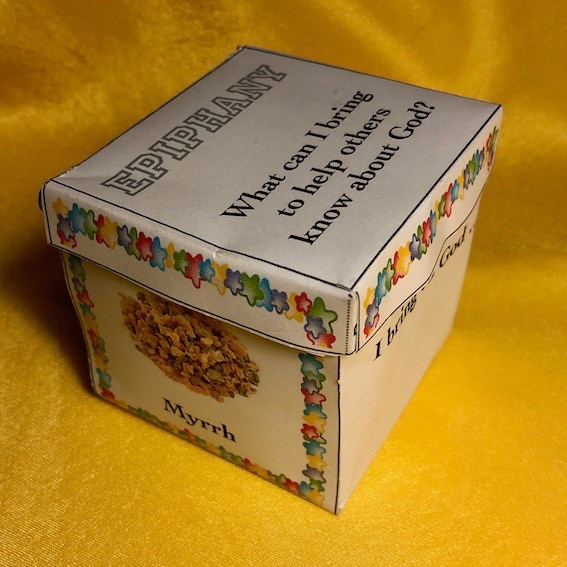 EPIPHANY
What can I bring
to help others
know about God?
Myrrh
I bring God